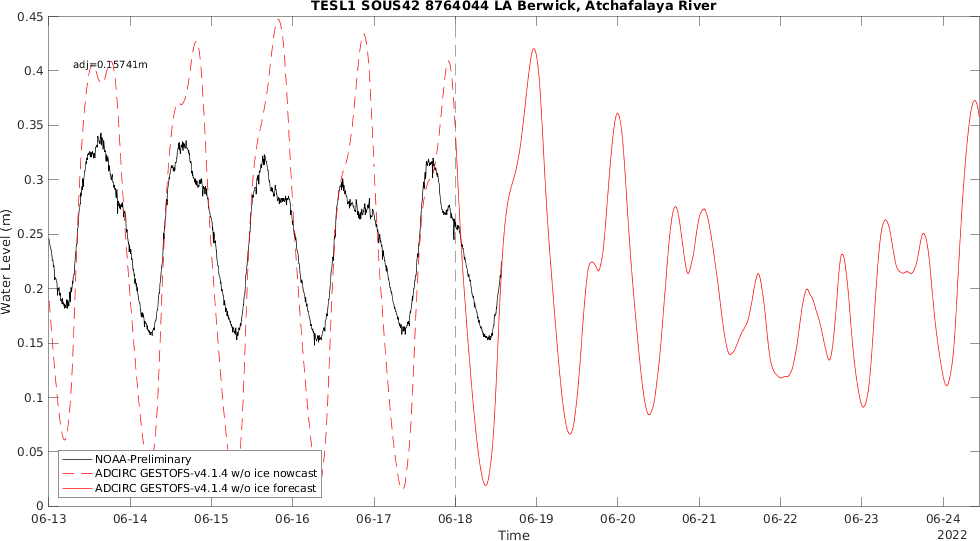 TESL1 SOUS42 8764044 LA Berwick, Atchafalaya River
0.45
0.4
0.35
0.3
0.25
0.2
0.15
0.1
0.05
0
Water Level (m)
adj=0.15741m
NOAA-Preliminary
ADCIRC GESTOFS-v4.1.4 w/o ice nowcast
ADCIRC GESTOFS-v4.1.4 w/o ice forecast
06-13 06-14 06-15 06-16 06-17 06-18 06-19 06-20 06-21 06-22 06-23 06-24
Time
2022